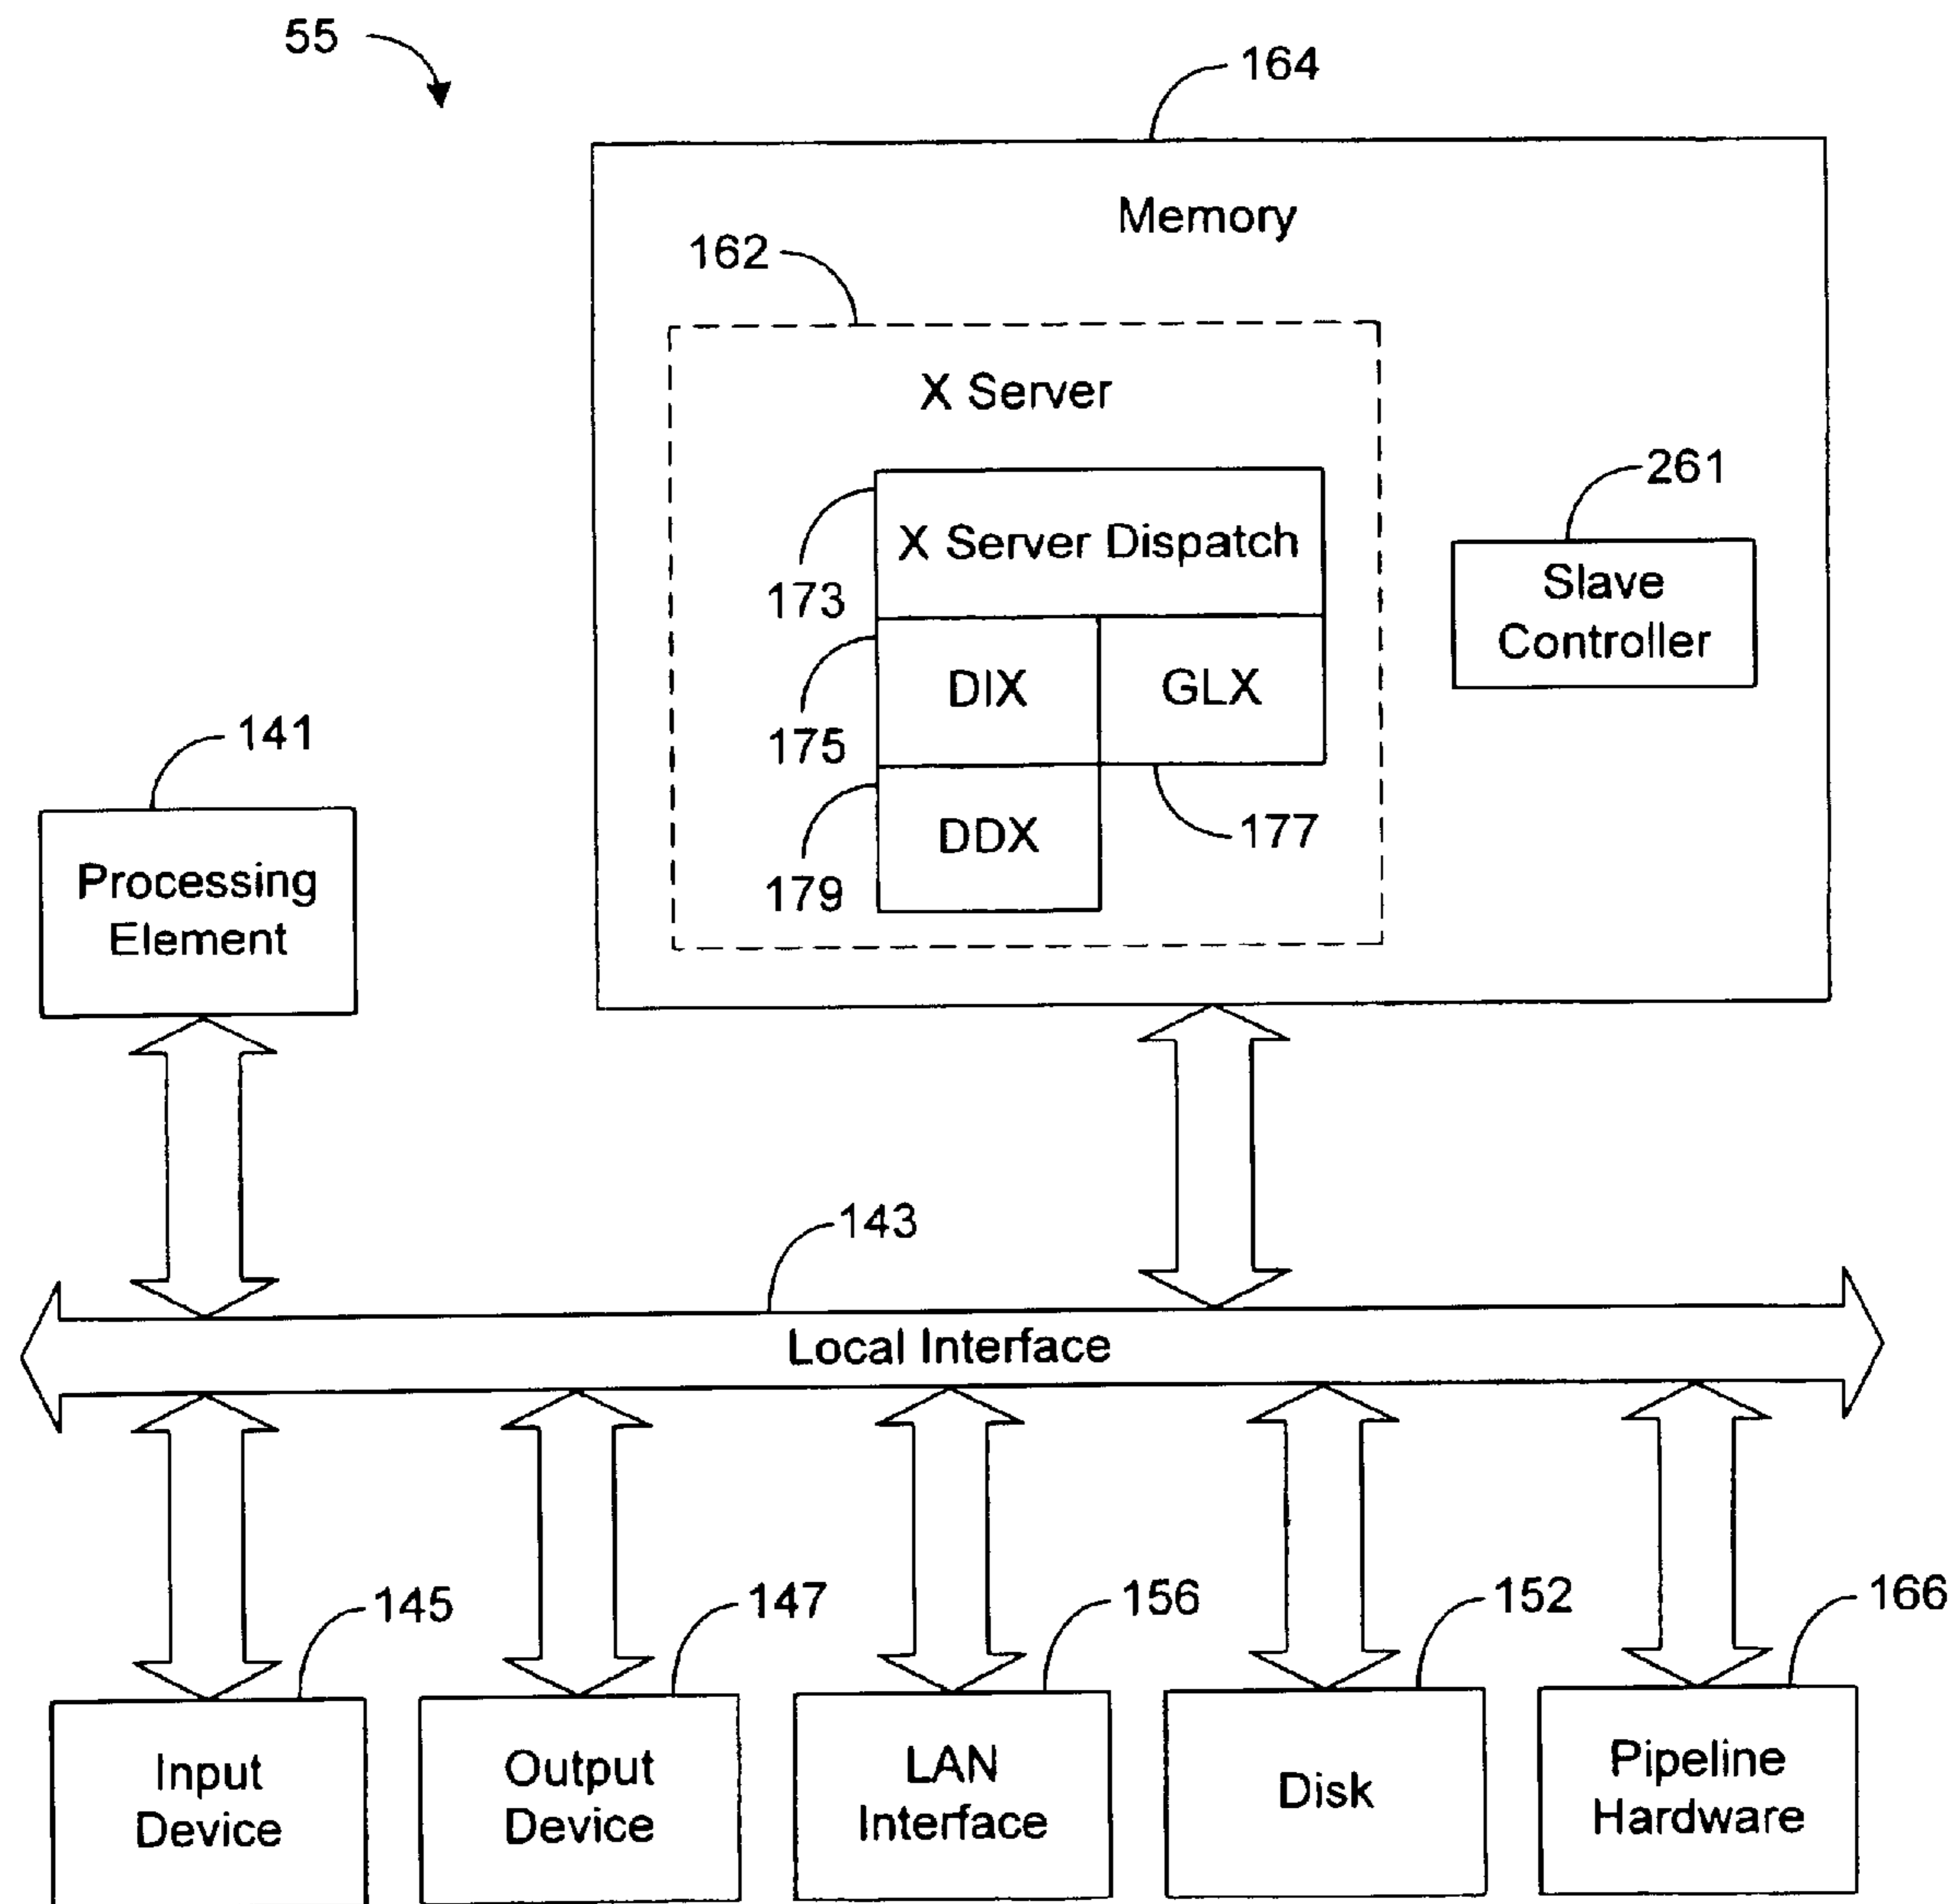 55
164
Memory
162
X Server
261
X Server Dispatch
173
Slave
Controller
DIX
GLX
175
141
DDX
177
179
Processing
Element
143
Local Interface
145
147
156
152
166
Input
Device
Output
Device
LAN
Interface
Disk
Pipeline
Hardware